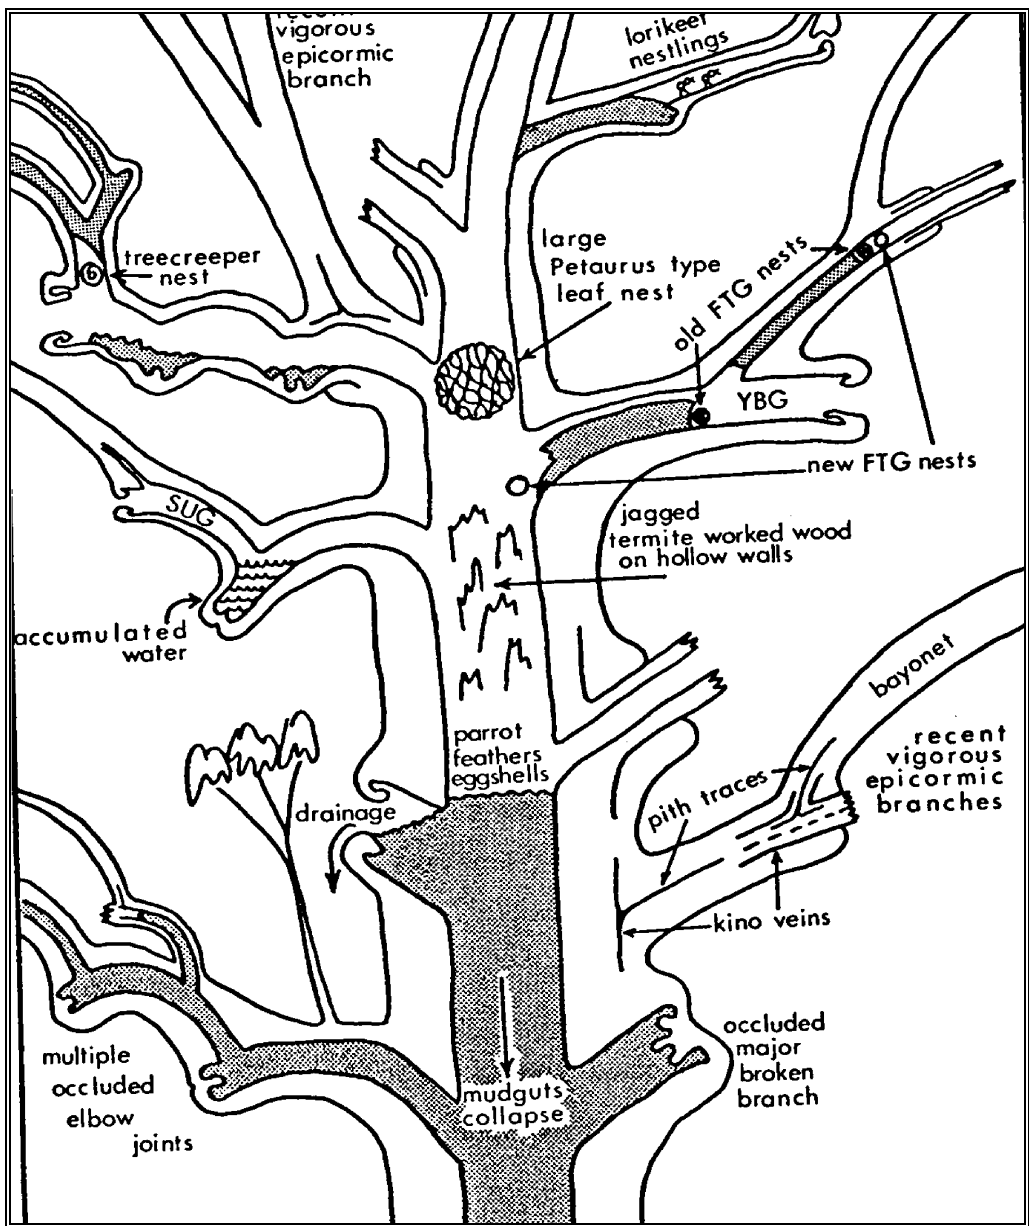 vigorous
epicormic
branch
lorikeet
nestlings
treecreeper
nest
large
Petaurus type
leaf nest
old FTG nests
YBG
new FTG nests
SUG
jagged
termite worked wood
on hollow walls
accumulated
water
bayonet
parrot
feathers
eggshells
recent
vigorous
epicormic
branches
pith traces
drainage
kino veins
multiple
occluded
elbow
joints
mudguts
collapse
occluded
major
broken
branch